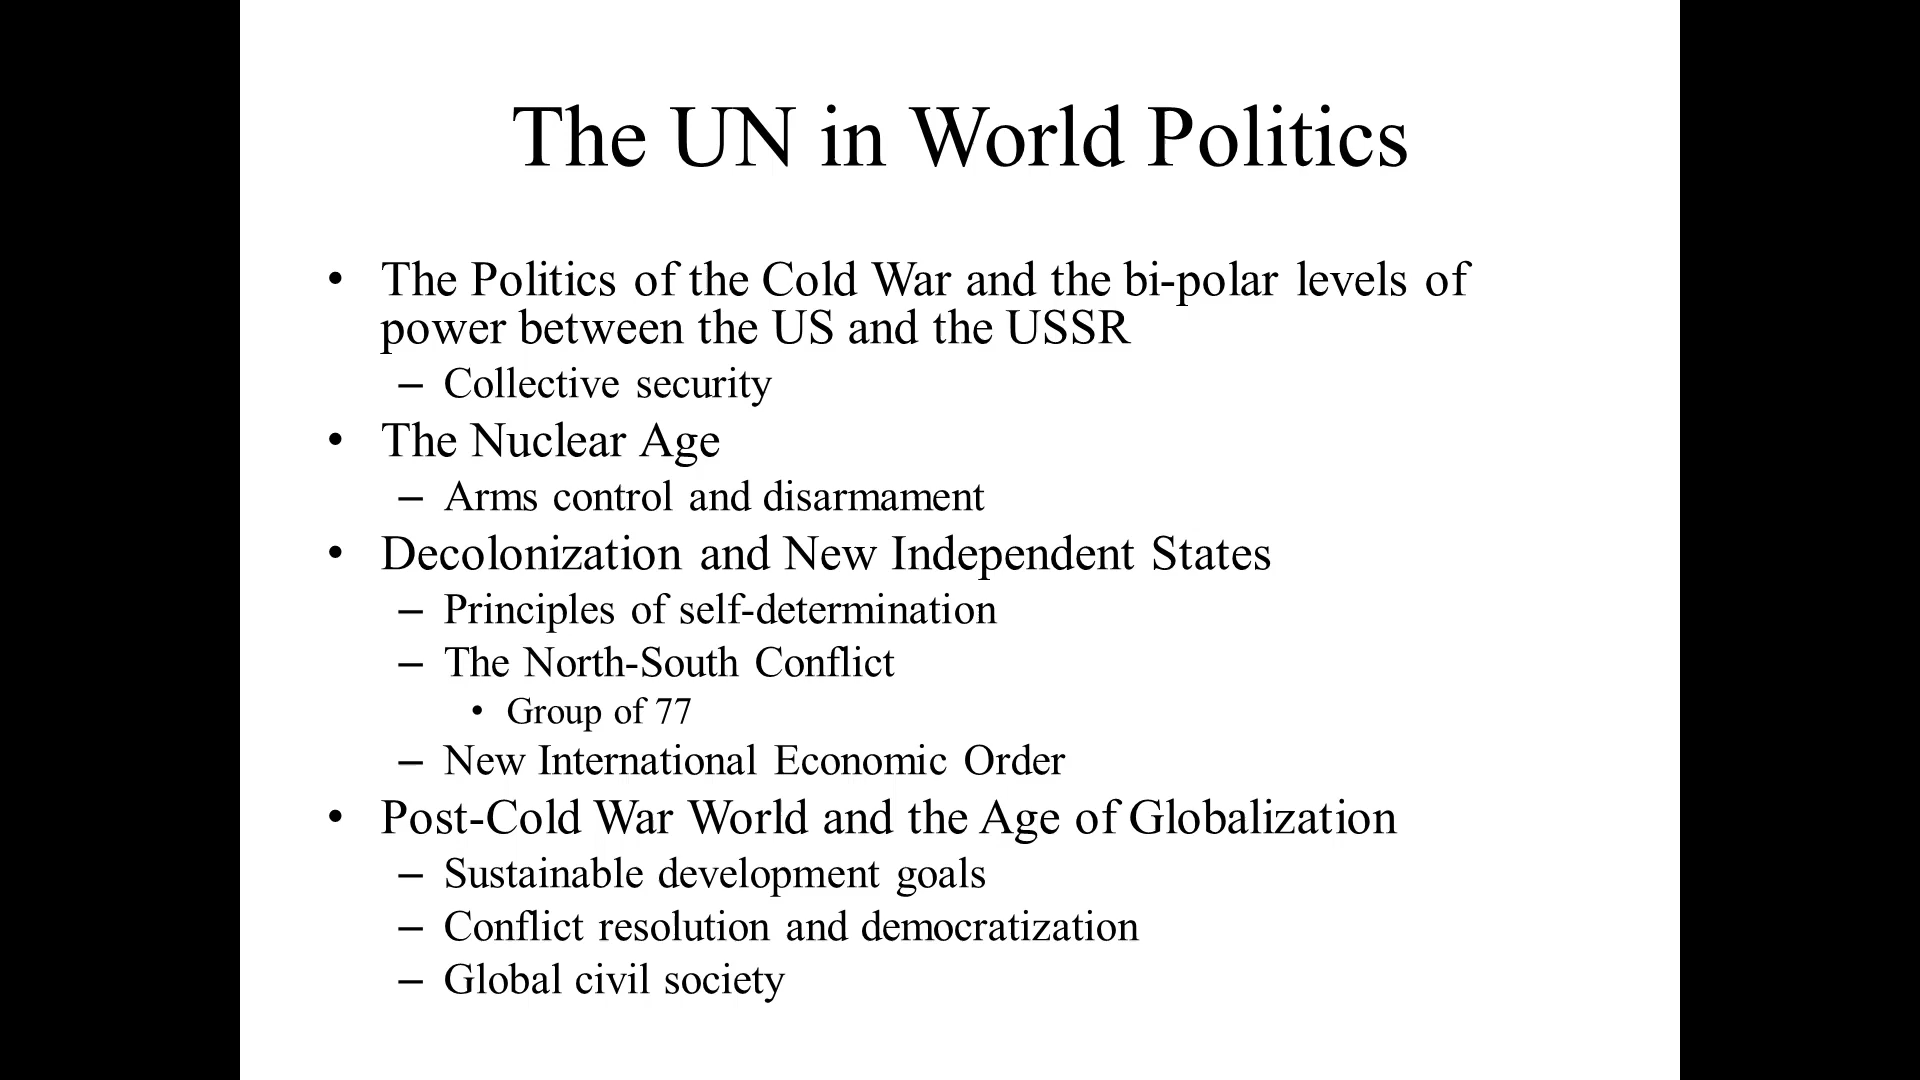 The UN in World Politics
• The Politics of the Cold War and the bi-polar levels of
power between the US and the USSR
– Collective security
• The Nuclear Age
– Arms control and disarmament
• Decolonization and New Independent States
– Principles of self-determination
– The North-South Conflict
• Group of 77
– New International Economic Order
• Post-Cold War World and the Age of Globalization
– Sustainable development goals
– Conflict resolution and democratization
– Global civil society